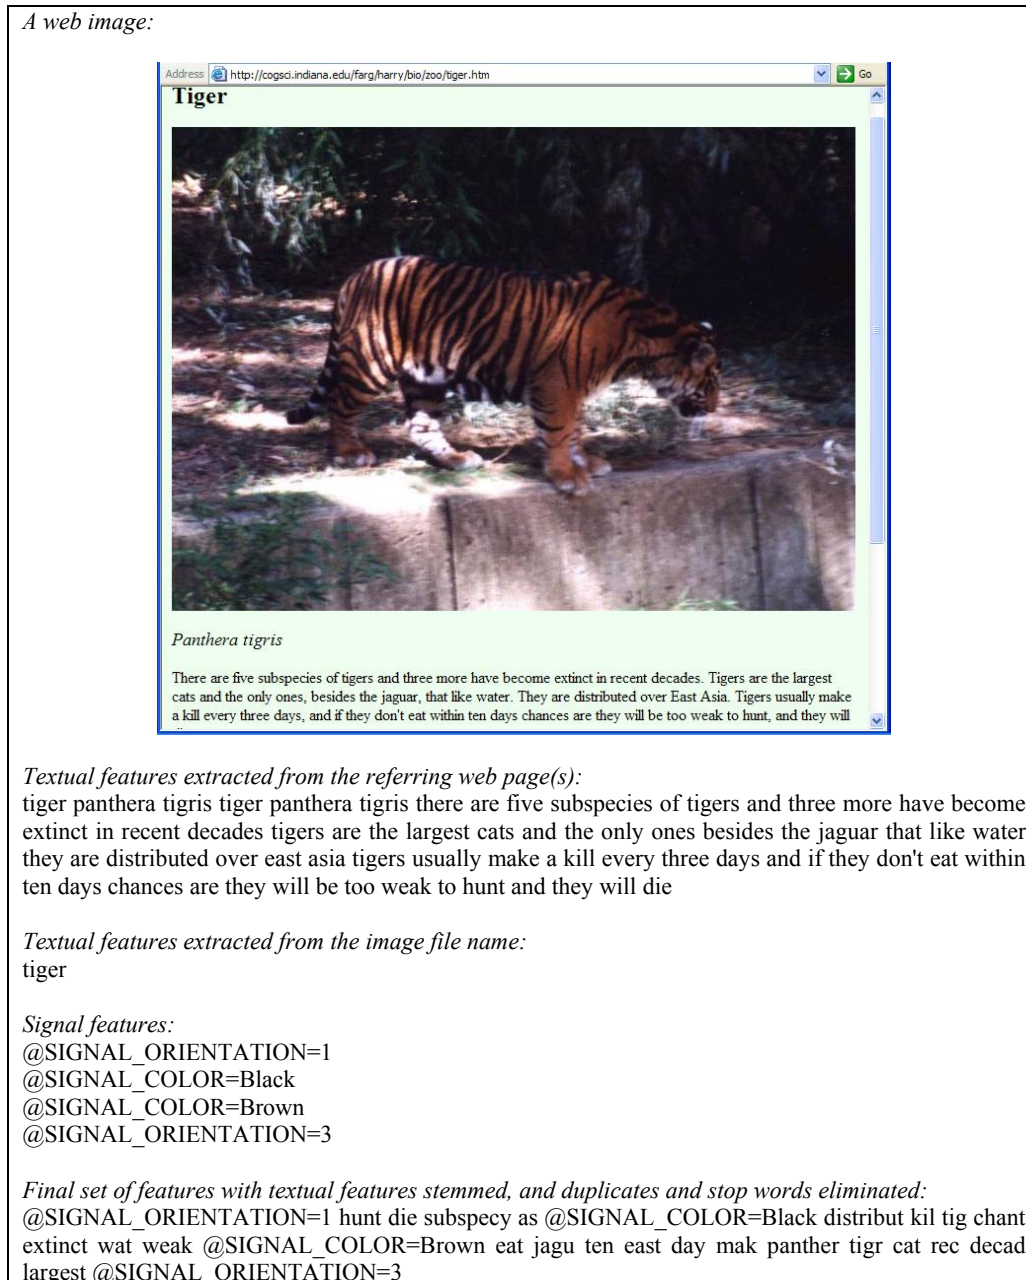 A web image:
Address http://cogsci.indiana.edu/farg/harry/bio/zoo/tiger.htm Go
Tiger
Panthera tigris
There are five subspecies of tigers and three more have become extinct in recent decades. Tigers are the largest
cats and the only ones, besides the jaguar, that like water. They are distributed over East Asia. Tigers usually make
a kill every three days, and if they don't eat within ten days chances are they will be too weak to hunt, and they will
Textual features extracted from the referring web page(s):
tiger panthera tigris tiger panthera tigris there are five subspecies of tigers and three more have become
extinct in recent decades tigers are the largest cats and the only ones besides the jaguar that like water
they are distributed over east asia tigers usually make a kill every three days and if they don't eat within
ten days chances are they will be too weak to hunt and they will die
Textual features extracted from the image file name:
tiger
Signal features:
@SIGNAL_ORIENTATION=1
@SIGNAL_COLOR=Black
@SIGNAL_COLOR=Brown
@SIGNAL_ORIENTATION=3
Final set of features with textual features stemmed, and duplicates and stop words eliminated:
@SIGNAL_ORIENTATION=1 hunt die subspecy as @SIGNAL_COLOR=Black distribut kil tig chant
extinct wat weak @SIGNAL_COLOR=Brown eat jagu ten east day mak panther tigr cat rec decad
largest @SIGNAL_ORIENTATION=3